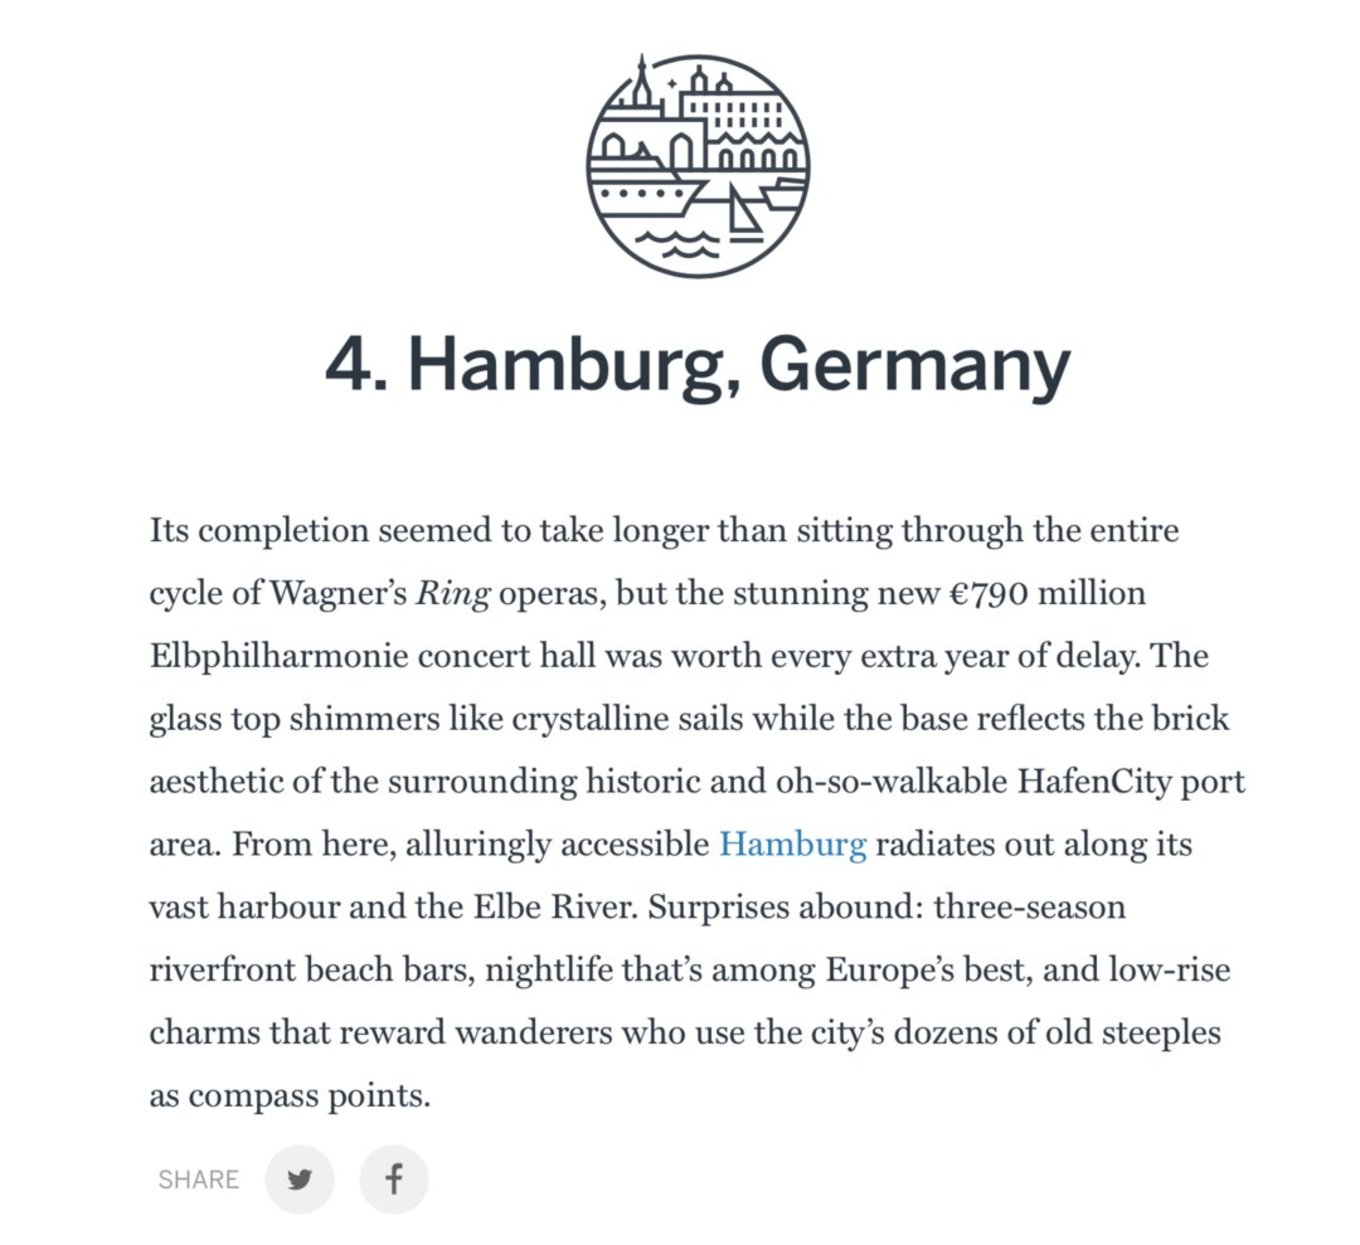 4. Hamburg, Germany
Its completion seemed to take longer than sitting through the entire
cycle of Wagner’s Ring operas, but the stunning new €790 million
Elbphilharmonie concert hall was worth every extra year of delay. The
glass top shimmers like crystalline sails while the base reflects the brick
aesthetic of the surrounding historic and oh-so-walkable HafenCity port
area. From here, alluringly accessible Hamburg radiates out along its
vast harbour and the Elbe River. Surprises abound: three-season
riverfront beach bars, nightlife that’s among Europe’s best, and low-rise
charms that reward wanderers who use the city’s dozens of old steeples
as compass points.
SHARE